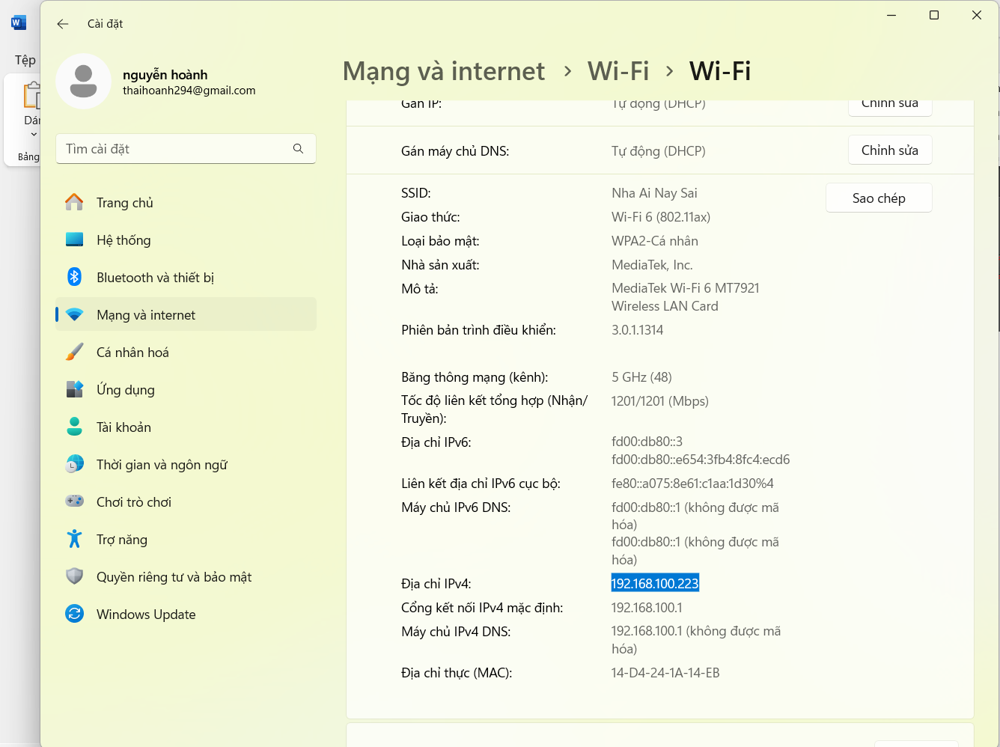 Cài đặt
Tệp
Dán
Bảng
nguyễn hoành
thaihoanh294@gmail.com
Tìm cài đặt
Trang chủ
Hệ thống
Bluetooth và thiết bị
Mạng và internet
Cá nhân hoá
Ứng dụng
Tài khoản
Thời gian và ngôn ngữ
Chơi trò chơi
Trợ năng
Quyền riêng tư và bảo mật
Windows Update
Mạng và internet > Wi-Fi > Wi-Fi
Gán IP: Tự động (DHCP) Chỉnh sửa
Gán máy chủ DNS: Tự động (DHCP) Chỉnh sửa
SSID: Nha Ai Nay Sai Sao chép
Giao thức: Wi-Fi 6 (802.11ax)
Loại bảo mật: WPA2-Cá nhân
Nhà sản xuất: MediaTek, Inc.
Mô tả: MediaTek Wi-Fi 6 MT7921
Wireless LAN Card
Phiên bản trình điều khiển: 3.0.1.1314
Băng thông mạng (kênh): 5 GHz (48)
Tốc độ liên kết tổng hợp (Nhận/ 1201/1201 (Mbps)
Truyền):
Địa chỉ IPv6: fd00:db80::3
fd00:db80::e654:3fb4:8fc4:ecd6
Liên kết địa chỉ IPv6 cục bộ: fe80::a075:8e61:c1aa:1d30%4
Máy chủ IPv6 DNS: fd00:db80::1 (không được mã
hóa)
fd00:db80::1 (không được mã
hóa)
Địa chỉ IPv4: 192.168.100.223
Cổng kết nối IPv4 mặc định: 192.168.100.1
Máy chủ IPv4 DNS: 192.168.100.1 (không được mã
hóa)
Địa chỉ thực (MAC): 14-D4-24-1A-14-EB